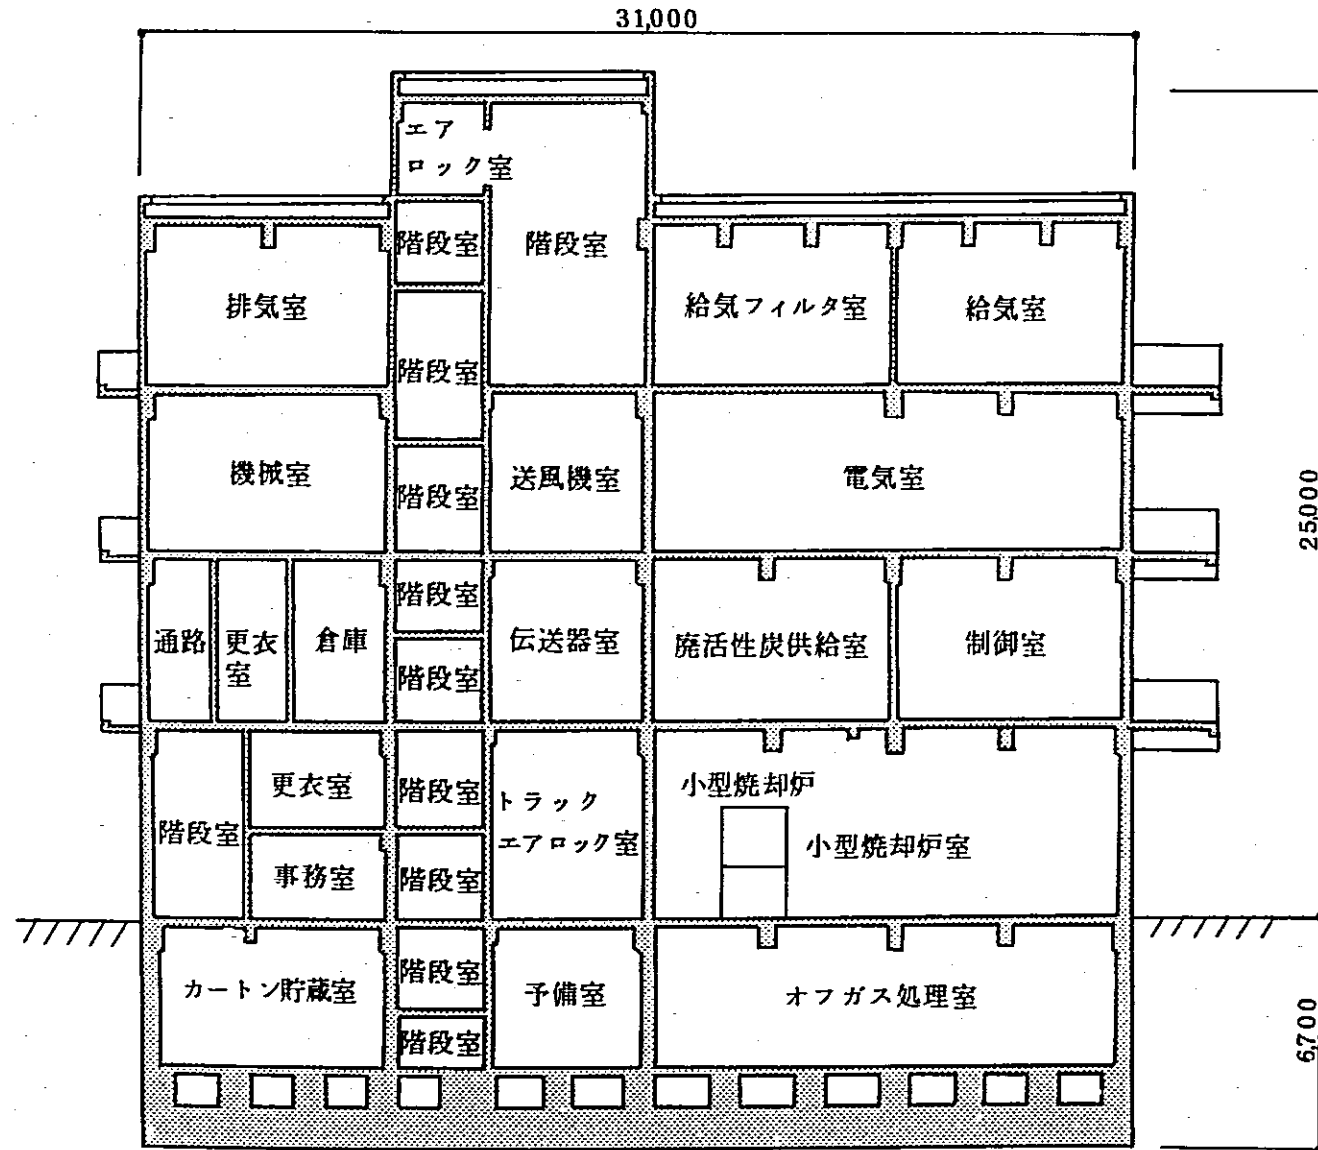 31,000
エア
ロック室
階段室
階段室
排気室
給気フィルタ室
給気室
階段室
機械室
階段室
送風機室
電気室
25,000
階段室
通路
更衣
室
倉庫
階段室
伝送器室
廃活性炭供給室
制御室
更衣室
階段室
トラック
エアロック室
小型焼却炉
階段室
小型焼却炉室
事務室
階段室
カートン貯蔵室
階段室
予備室
オフガス処理室
階段室
6,700